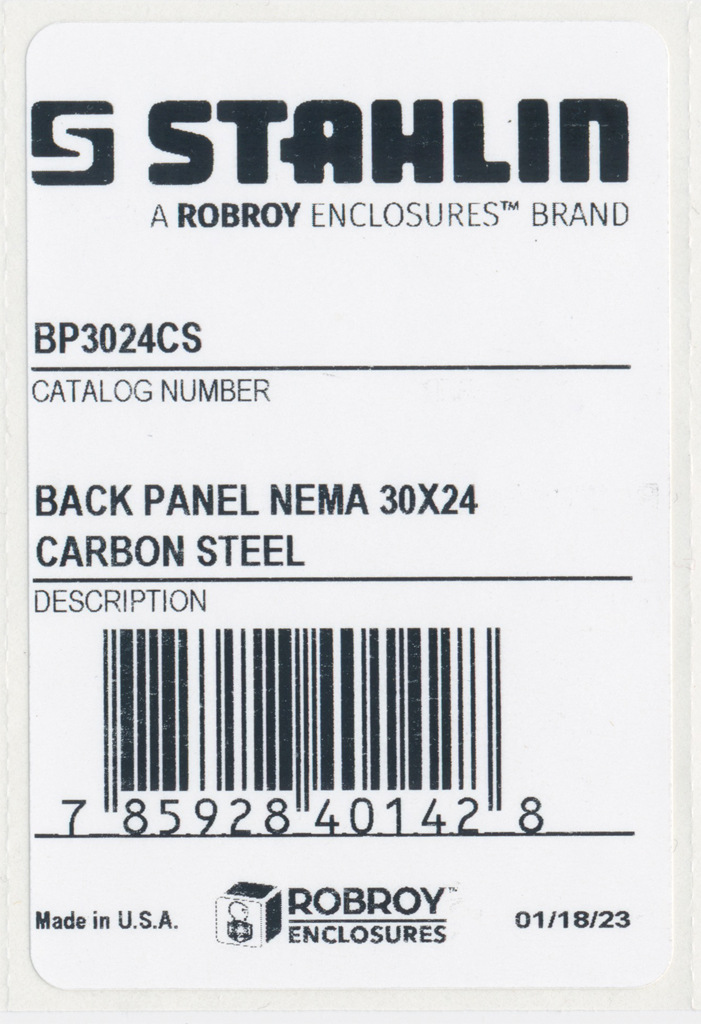 S STAHLIN
A ROBROY ENCLOSURES™ BRAND
BP3024CS
CATALOG NUMBER
BACK PANEL NEMA 30X24
CARBON STEEL
DESCRIPTION
7 85928 40142 8
Made in U.S.A.
ROBROY™
ENCLOSURES
01/18/23